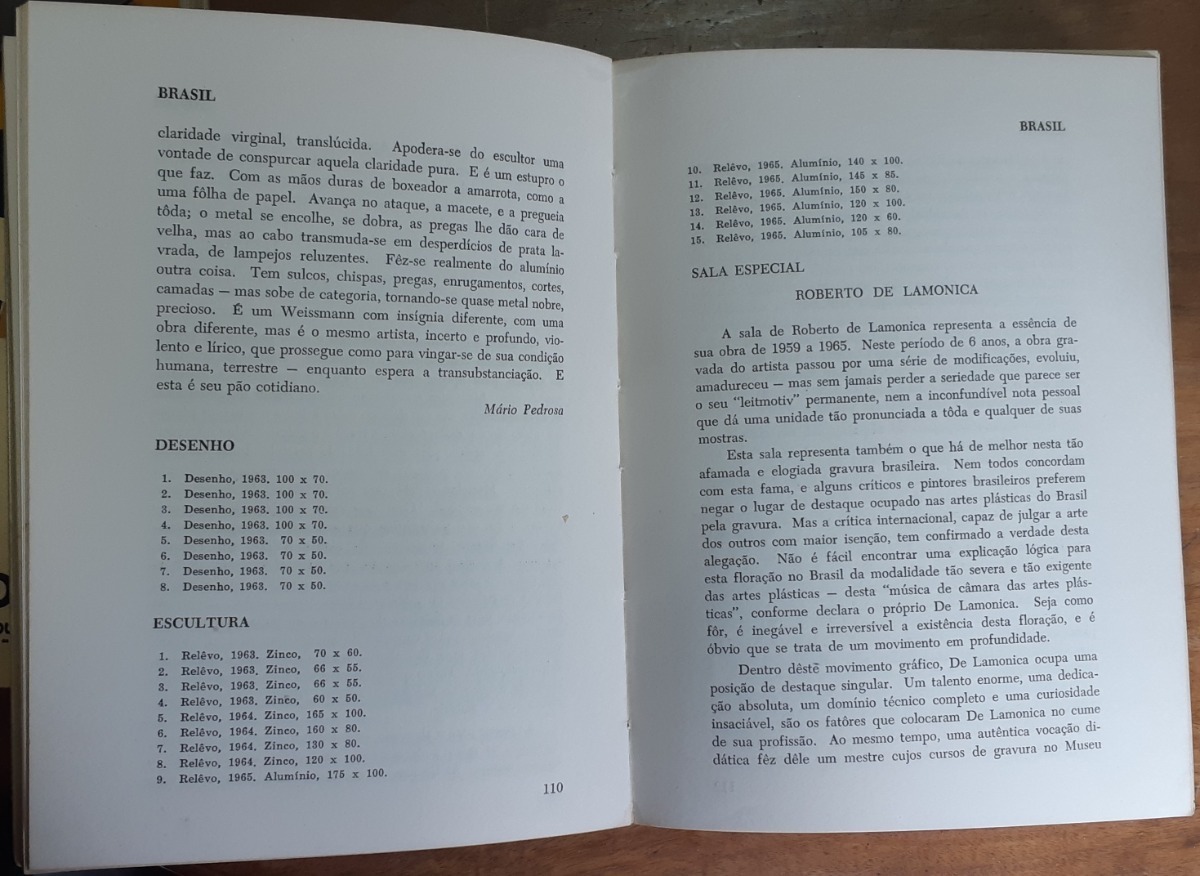 BRASIL
claridade virginal, translúcida. Apodera-se do escultor uma
vontade de conspurcar aquela claridade pura. E é um estupro o
que faz. Com as mãos duras de boxeador a amarrota, como a
uma fôlha de papel. Avança no ataque, a macete, e a pregueia
tôda; o metal se encolhe, se dobra, as pregas lhe dão cara de
velha, mas ao cabo transmuda-se em desperdícios de prata la-
vrada, de lampejos reluzentes. Fêz-se realmente do alumínio
outra coisa. Tem sulcos, chispas, pregas, enrugamentos, cortes,
camadas — mas sobe de categoria, tornando-se quase metal nobre,
precioso. É um Weissmann com insígnia diferente, com uma
obra diferente, mas é o mesmo artista, incerto e profundo, vio-
lento e lírico, que prossegue como para vingar-se de sua condição
humana, terrestre — enquanto espera a transubstanciação. E
esta é seu pão cotidiano.
Mário Pedrosa
DESENHO
1. Desenho, 1963. 100 x 70.
2. Desenho, 1963. 100 x 70.
3. Desenho, 1963. 100 x 70.
4. Desenho, 1963. 100 x 70.
5. Desenho, 1963. 70 x 50.
6. Desenho, 1963. 70 x 50.
7. Desenho, 1963. 70 x 50.
8. Desenho, 1963. 70 x 50.
ESCULTURA
1. Relêvo, 1963. Zinco, 70 x 60.
2. Relêvo, 1963. Zinco, 66 x 55.
3. Relêvo, 1963. Zinco, 66 x 55.
4. Relêvo, 1963. Zinco, 60 x 50.
5. Relêvo, 1964. Zinco, 165 x 100.
6. Relêvo, 1964. Zinco, 160 x 80.
7. Relêvo, 1964. Zinco, 130 x 80.
8. Relêvo, 1964. Zinco, 120 x 100.
9. Relêvo, 1965. Alumínio, 175 x 100.
110
BRASIL
10. Relêvo, 1965. Alumínio, 140 x 100.
11. Relêvo, 1965. Alumínio, 145 x 85.
12. Relêvo, 1965. Alumínio, 150 x 80.
13. Relêvo, 1965. Alumínio, 120 x 100.
14. Relêvo, 1965. Alumínio, 120 x 60.
15. Relêvo, 1965. Alumínio, 105 x 80.
SALA ESPECIAL
ROBERTO DE LAMONICA
A sala de Roberto de Lamonica representa a essência de
sua obra de 1959 a 1965. Neste período de 6 anos, a obra gra-
vada do artista passou por uma série de modificações, evoluiu,
amadureceu — mas sem jamais perder a seriedade que parece ser
o seu "leitmotiv" permanente, nem a inconfundível nota pessoal
que dá uma unidade tão pronunciada a tôda e qualquer de suas
mostras.
Esta sala representa também o que há de melhor nesta tão
afamada e elogiada gravura brasileira. Nem todos concordam
com esta fama, e alguns críticos e pintores brasileiros preferem
negar o lugar de destaque ocupado nas artes plásticas do Brasil
pela gravura. Mas a crítica internacional, capaz de julgar a arte
dos outros com maior isenção, tem confirmado a verdade desta
alegação. Não é fácil encontrar uma explicação lógica para
esta floração no Brasil da modalidade tão severa e tão exigente
das artes plásticas — desta "música de câmara das artes plás-
ticas", conforme declara o próprio De Lamonica. Seja como
fôr, é inegável e irreversível a existência desta floração, e é
óbvio que se trata de um movimento em profundidade.
Dentro dêste movimento gráfico, De Lamonica ocupa uma
posição de destaque singular. Um talento enorme, uma dedica-
ção absoluta, um domínio técnico completo e uma curiosidade
insaciável, são os fatôres que colocaram De Lamonica no cume
de sua profissão. Ao mesmo tempo, uma autêntica vocação di-
dática fêz dêle um mestre cujos cursos de gravura no Museu